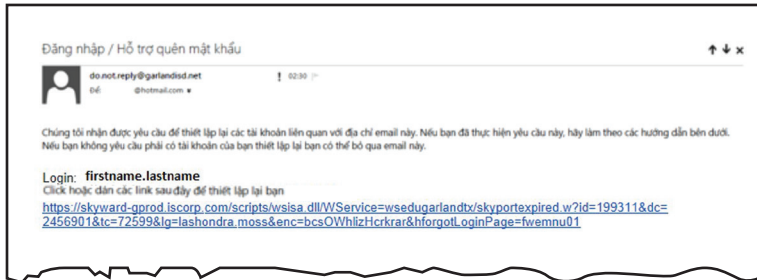 Đăng nhập / Hỗ trợ quên mật khẩu
do.not.reply@garlandisd.net ! 02:30
Để: @hotmail.com
Chúng tôi nhận được yêu cầu để thiết lập lại các tài khoản liên quan với địa chỉ email này. Nếu bạn đã thực hiện yêu cầu này, hãy làm theo các hướng dẫn bên dưới.
Nếu bạn không yêu cầu phải có tài khoản của bạn thiết lập lại bạn có thể bỏ qua email này.
Login: firstname.lastname
Click hoặc dán các link sau đây để thiết lập lại bạn
https://skyward-gprod.iscorp.com/scripts/wsisa.dll/WService=wsedugarlandtx/skyportexpired.w?id=199311&dc=
2456901&tc=72599&lg=lashondra.moss&enc=bcsOWhlizHcrkrar&hforgotLoginPage=fwemnu01